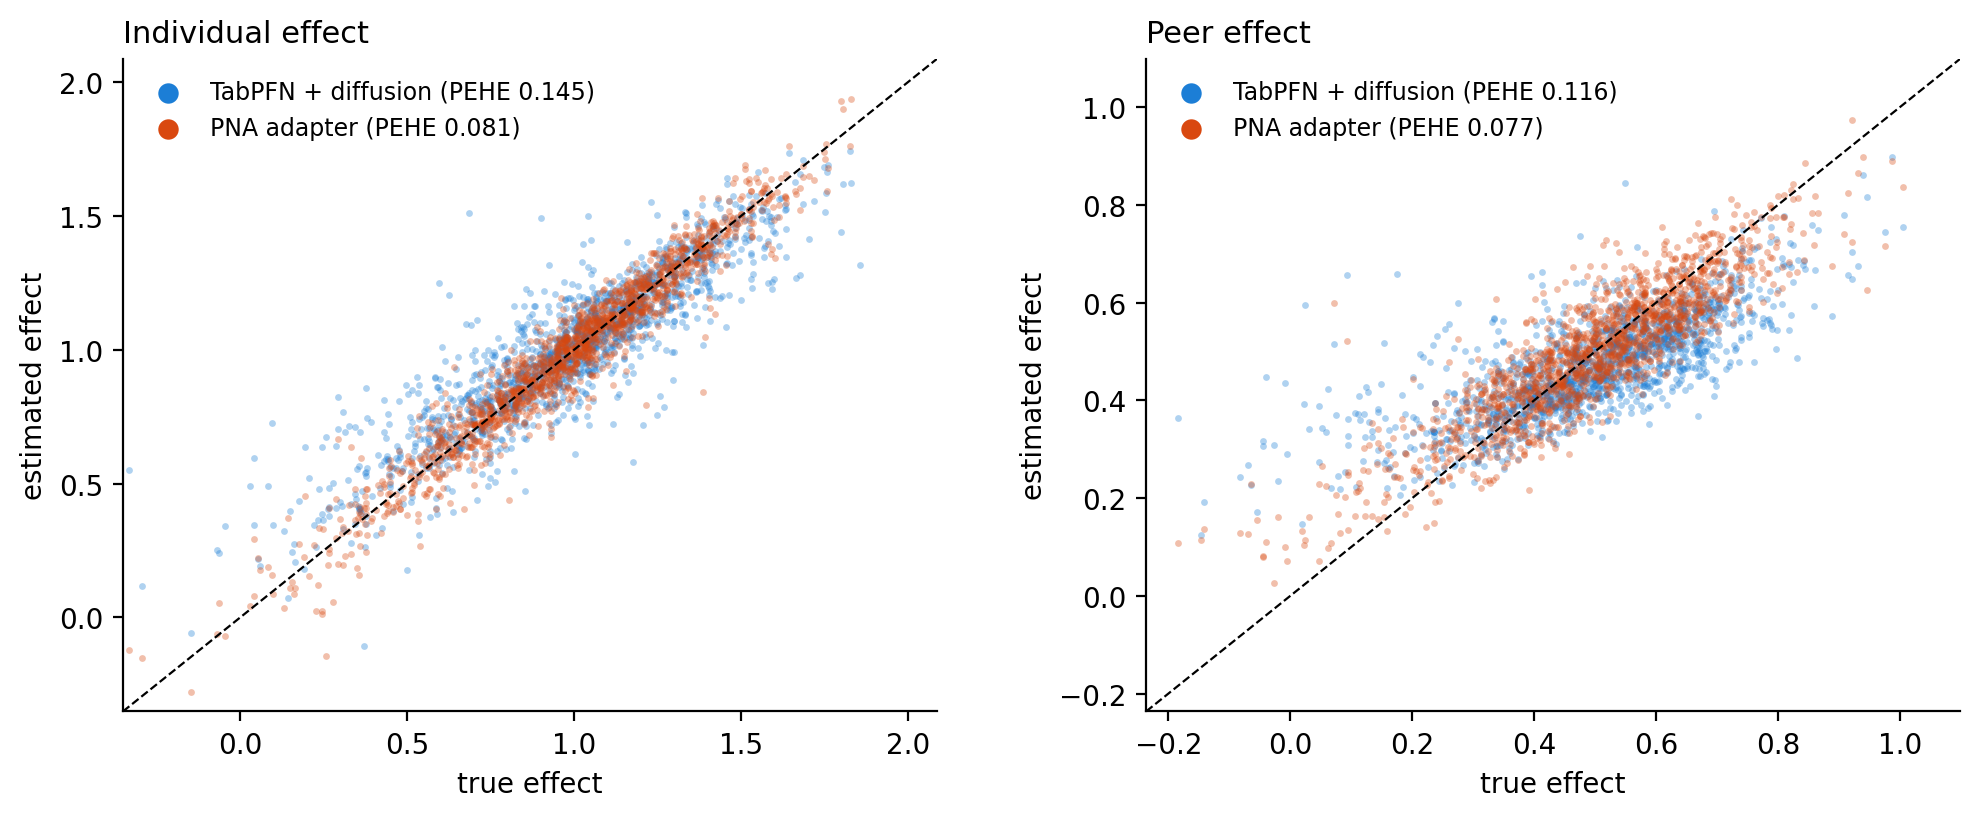 Individual effect
TabPFN + diffusion (PEHE 0.145)
PNA adapter (PEHE 0.081)
2.0
1.5
1.0
0.5
0.0
estimated effect
0.0 0.5 1.0 1.5 2.0
true effect
Peer effect
TabPFN + diffusion (PEHE 0.116)
PNA adapter (PEHE 0.077)
1.0
0.8
0.6
0.4
0.2
0.0
−0.2
estimated effect
−0.2 0.0 0.2 0.4 0.6 0.8 1.0
true effect